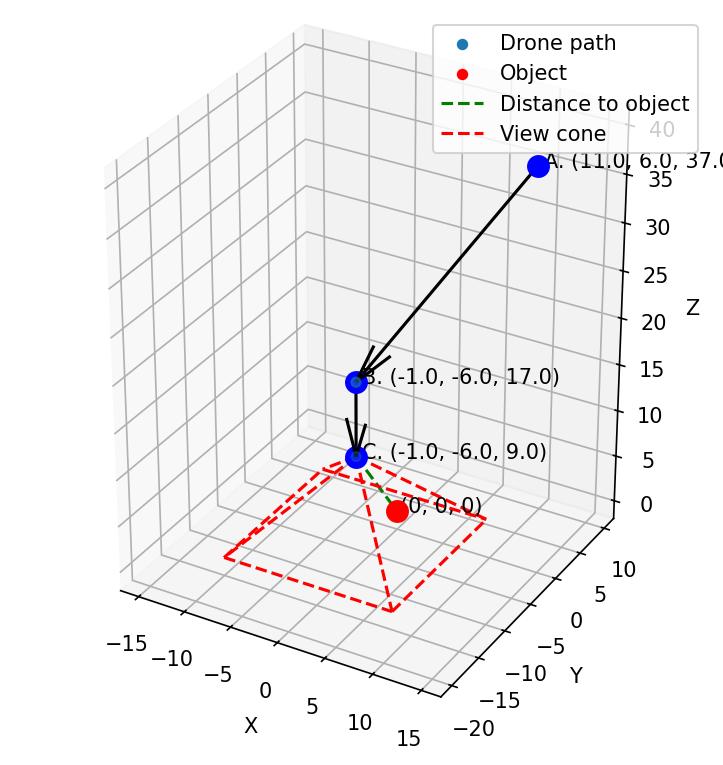 Drone path
Object
Distance to object
View cone
A. (11.0, 6.0, 37.0
B. (-1.0, -6.0, 17.0)
C. (-1.0, -6.0, 9.0)
(0, 0, 0)
40
35
30
25
20
15
10
5
0
Z
10
5
0
−5
−10
−15
−20
Y
−15
−10
−5
0
5
10
15
X